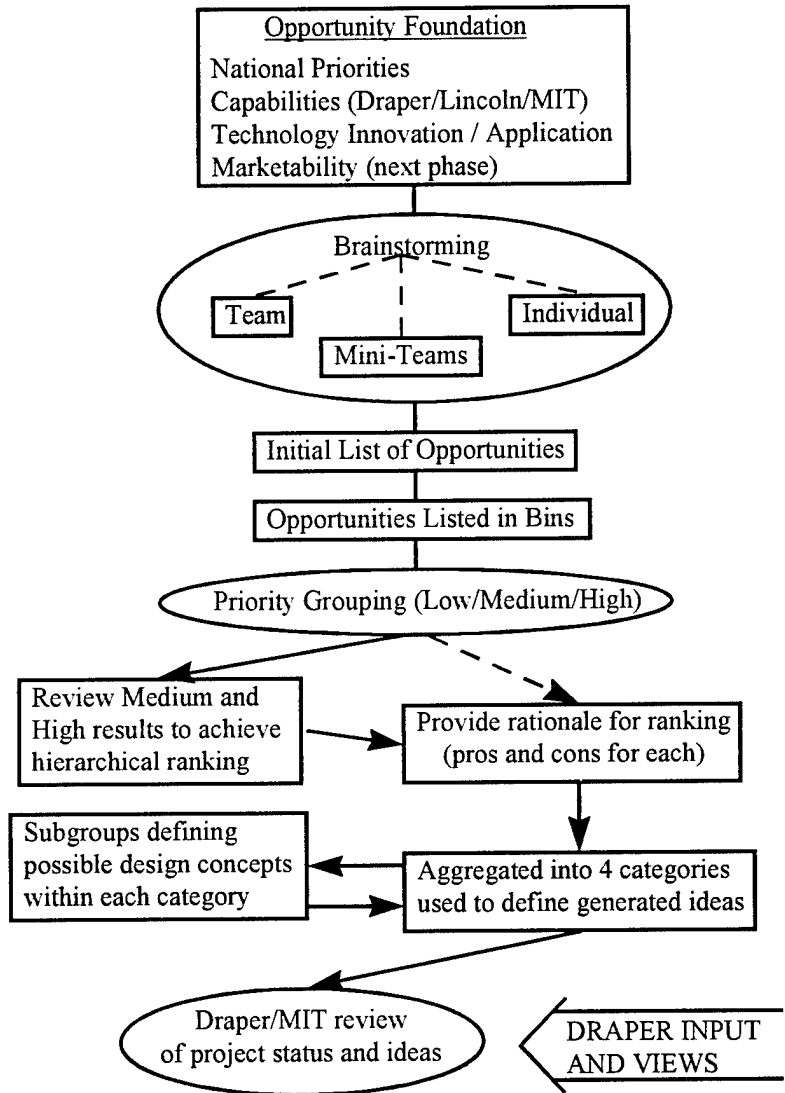 Opportunity Foundation
National Priorities
Capabilities (Draper/Lincoln/MIT)
Technology Innovation / Application
Marketability (next phase)
Brainstorming
Team
Individual
Mini-Teams
Initial List of Opportunities
Opportunities Listed in Bins
Priority Grouping (Low/Medium/High)
Review Medium and
High results to achieve
hierarchical ranking
Provide rationale for ranking
(pros and cons for each)
Subgroups defining
possible design concepts
within each category
Aggregated into 4 categories
used to define generated ideas
Draper/MIT review
of project status and ideas
DRAPER INPUT
AND VIEWS